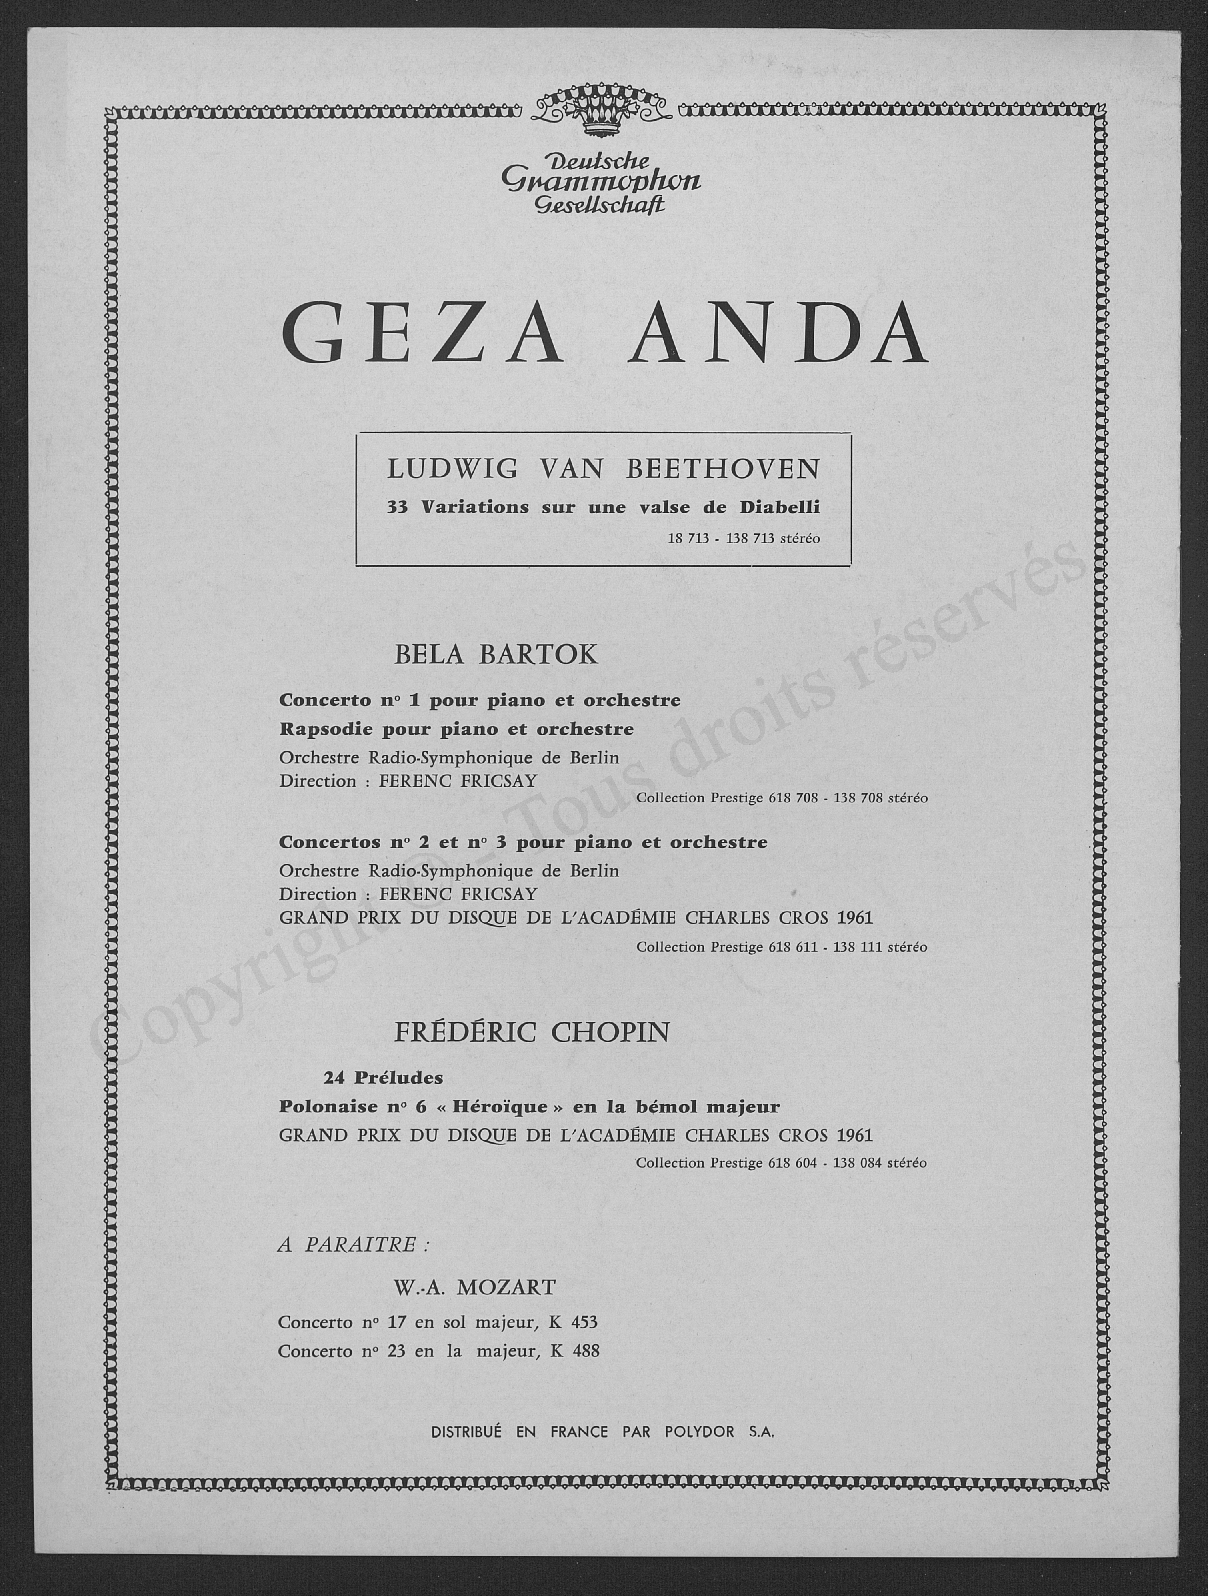 Deutsche
Grammophon
Gesellschaft
GEZA ANDA
LUDWIG VAN BEETHOVEN
33 Variations sur une valse de Diabelli
18 713 - 138 713 stéréo
BELA BARTOK
Concerto nº 1 pour piano et orchestre
Rapsodie pour piano et orchestre
Orchestre Radio-Symphonique de Berlin
Direction : FERENC FRICSAY
Collection Prestige 618 708 - 138 708 stéréo
Concertos nº 2 et nº 3 pour piano et orchestre
Orchestre Radio-Symphonique de Berlin
Direction : FERENC FRICSAY
GRAND PRIX DU DISQUE DE L'ACADÉMIE CHARLES CROS 1961
Collection Prestige 618 611 - 138 111 stéréo
FRÉDÉRIC CHOPIN
24 Préludes
Polonaise nº 6 « Héroïque » en la bémol majeur
GRAND PRIX DU DISQUE DE L'ACADÉMIE CHARLES CROS 1961
Collection Prestige 618 604 - 138 084 stéréo
A PARAITRE :
W.-A. MOZART
Concerto nº 17 en sol majeur, K 453
Concerto nº 23 en la majeur, K 488
DISTRIBUÉ EN FRANCE PAR POLYDOR S.A.
Copyright © - Tous droits réservés